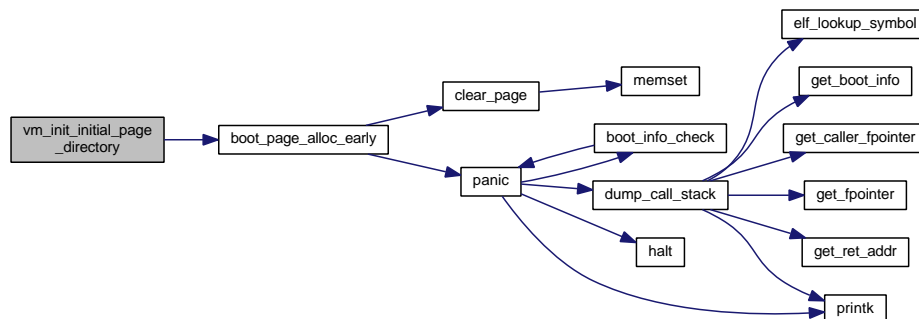 vm_init_initial_page
_directory
boot_page_alloc_early
clear_page
panic
memset
boot_info_check
dump_call_stack
halt
elf_lookup_symbol
get_boot_info
get_caller_fpointer
get_fpointer
get_ret_addr
printk